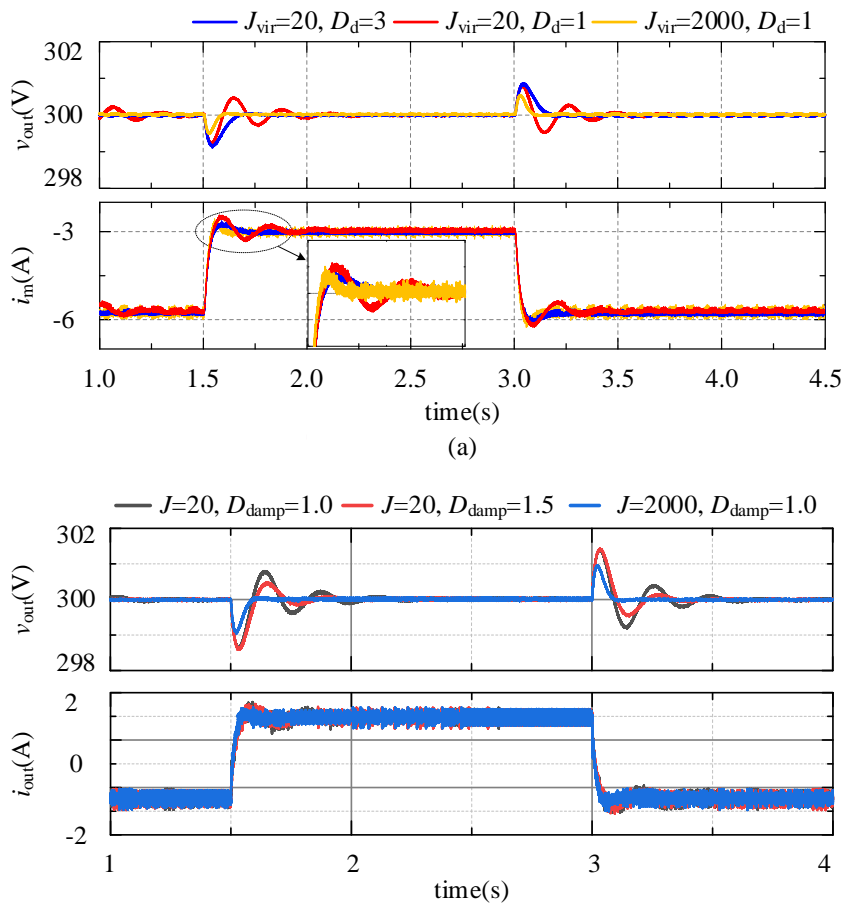 J_vir=20, D_d=3 J_vir=20, D_d=1 J_vir=2000, D_d=1
302
300
298
v_out(V)
-3
-6
i_m(A)
1.0 1.5 2.0 2.5 3.0 3.5 4.0 4.5
time(s)
(a)
J=20, D_damp=1.0 J=20, D_damp=1.5 J=2000, D_damp=1.0
302
300
298
v_out(V)
2
0
-2
i_out(A)
1 2 3 4
time(s)